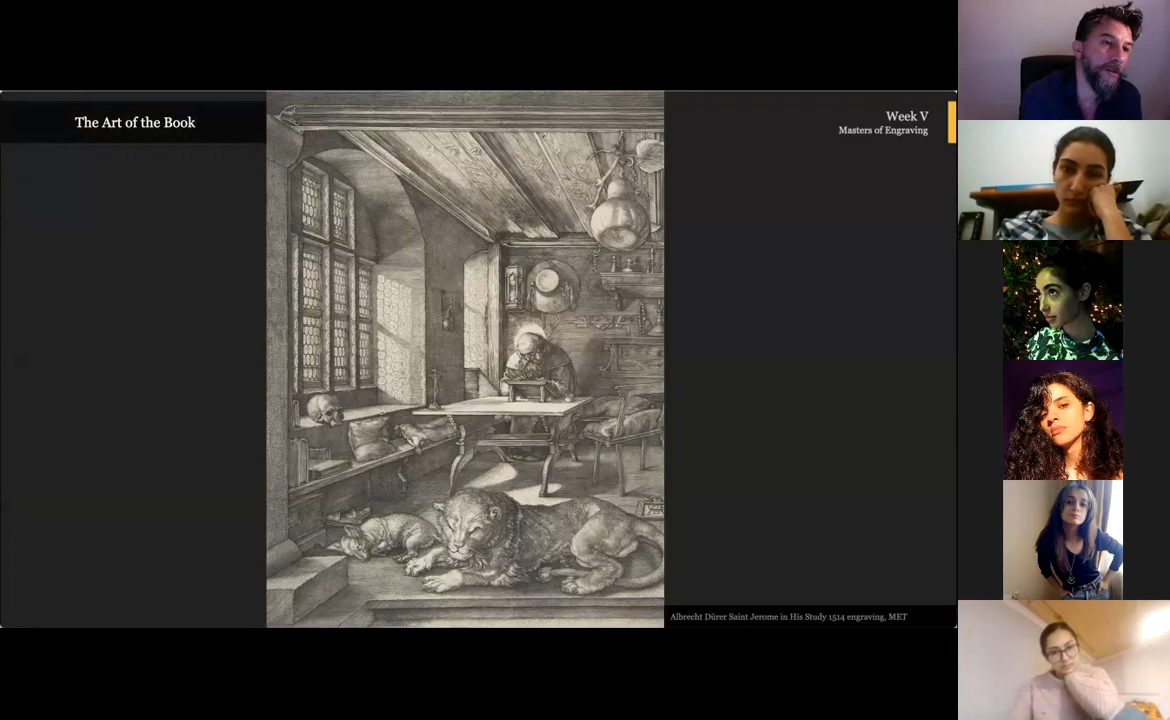 The Art of the Book
Week V
Masters of Engraving
Albrecht Dürer Saint Jerome in His Study 1514 engraving, MET